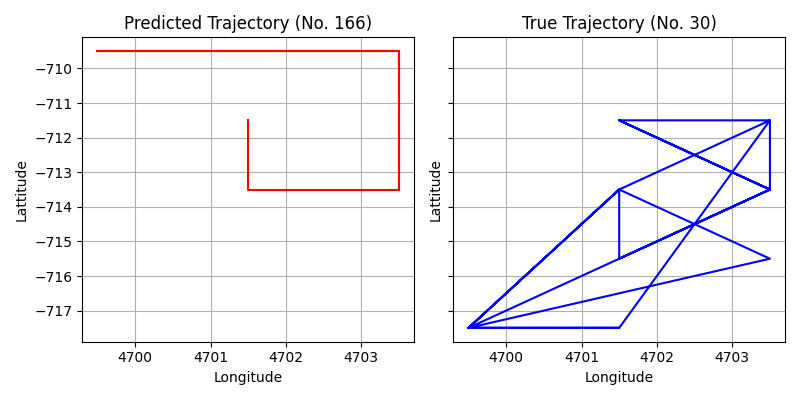 Predicted Trajectory (No. 166)
True Trajectory (No. 30)
−710
−711
−712
−713
−714
−715
−716
−717
Lattitude
Lattitude
4700 4701 4702 4703
4700 4701 4702 4703
Longitude
Longitude